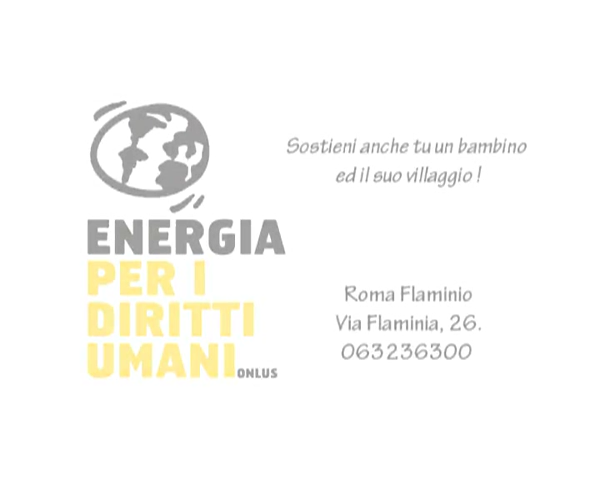 ENERGIA
PER I
DIRITTI
UMANI ONLUS
Sostieni anche tu un bambino
ed il suo villaggio !
Roma Flaminio
Via Flaminia, 26.
063236300